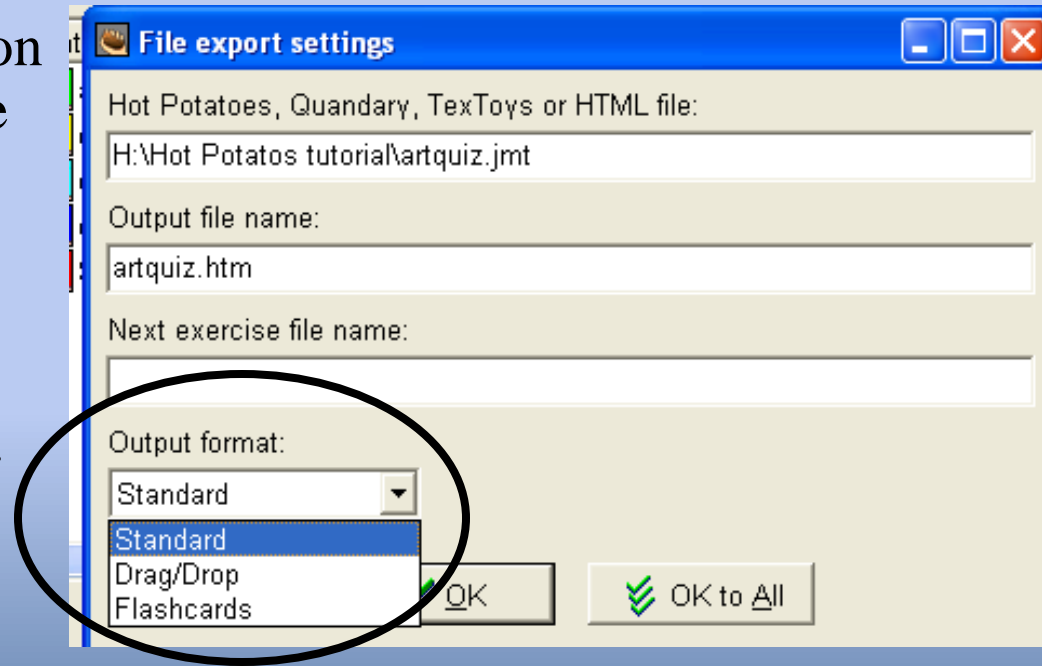 on
File export settings
Hot Potatoes, Quandary, TexToys or HTML file:
H:\Hot Potatos tutorial\artquiz.jmt
Output file name:
artquiz.htm
Next exercise file name:
Output format:
Standard
Standard
Drag/Drop
Flashcards
OK
OK to All